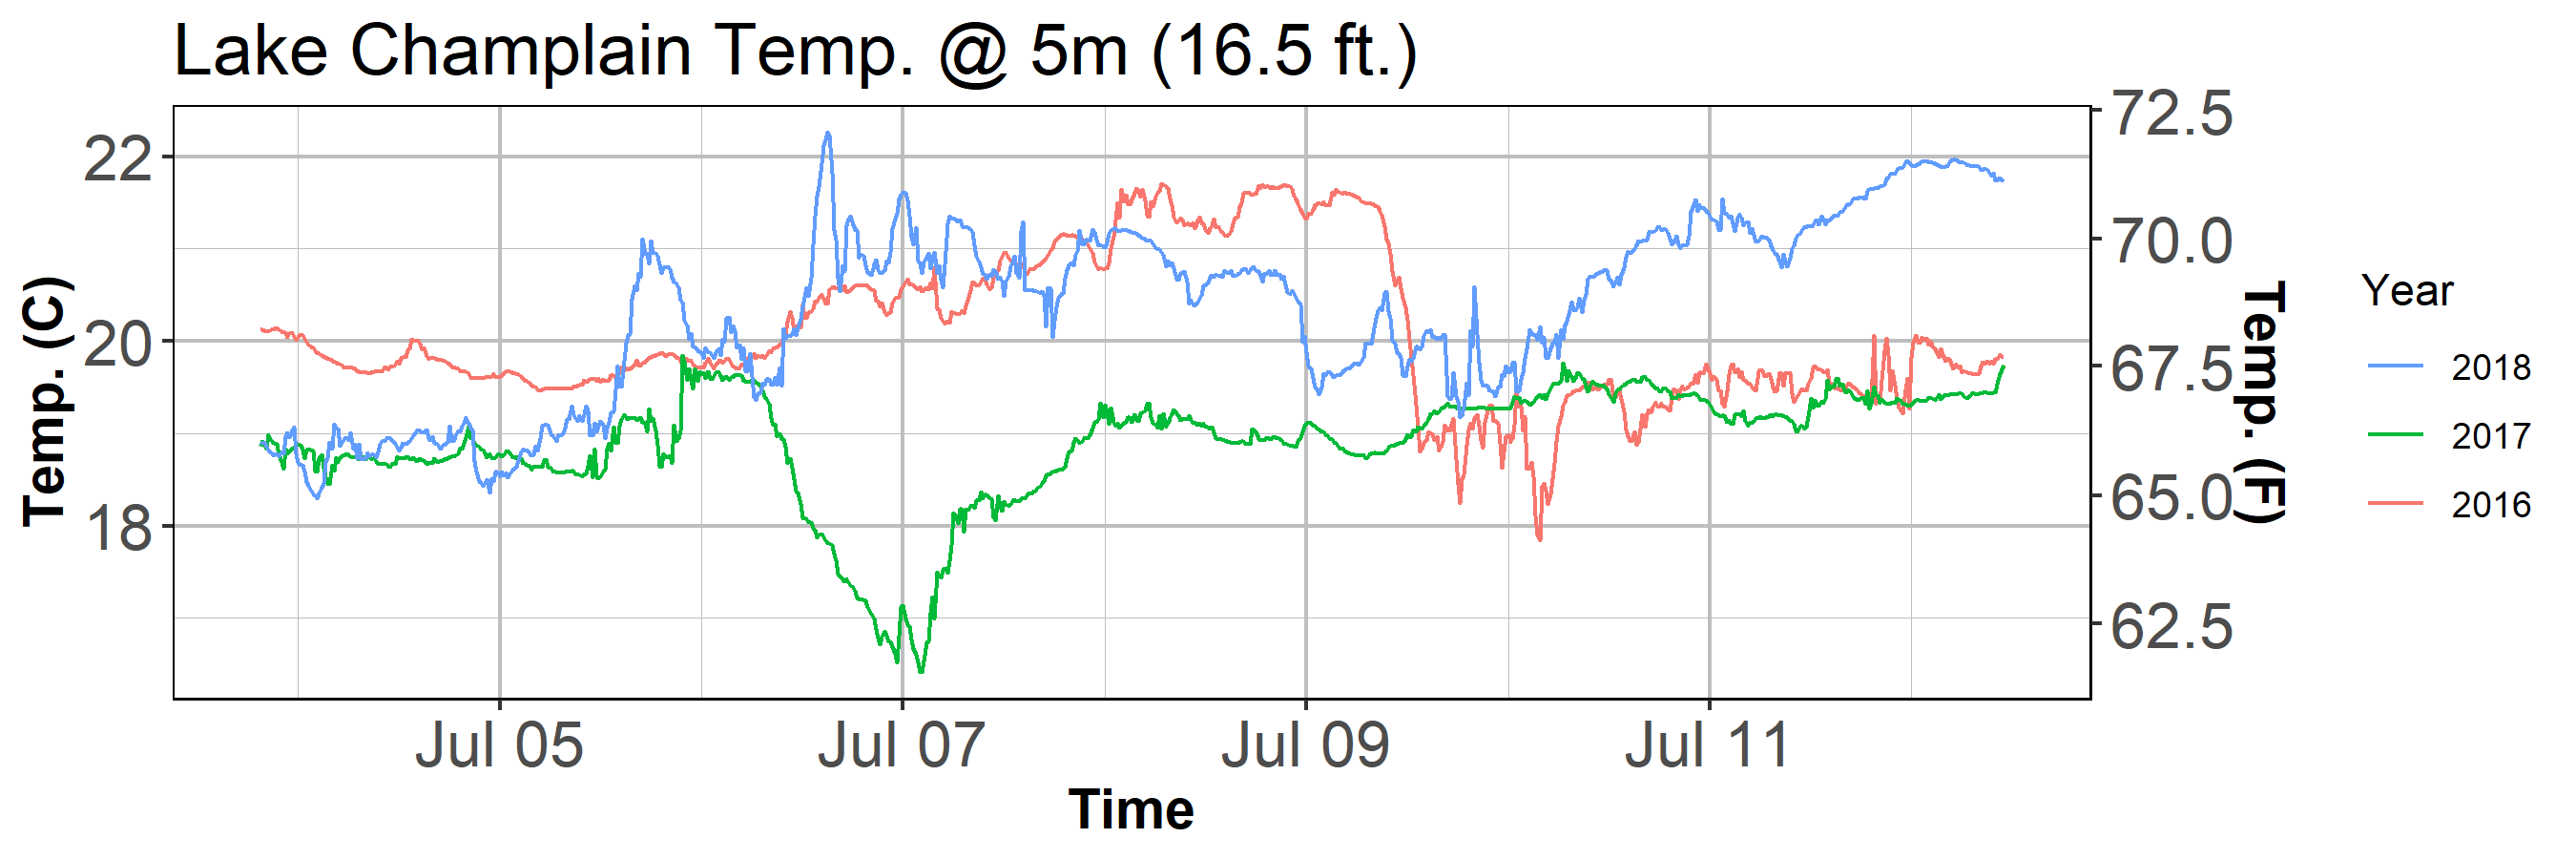 Lake Champlain Temp. @ 5m (16.5 ft.)
Temp. (C)
22
20
18
72.5
70.0
67.5
65.0
62.5
Temp. (F)
Jul 05
Jul 07
Jul 09
Jul 11
Time
Year
2018
2017
2016